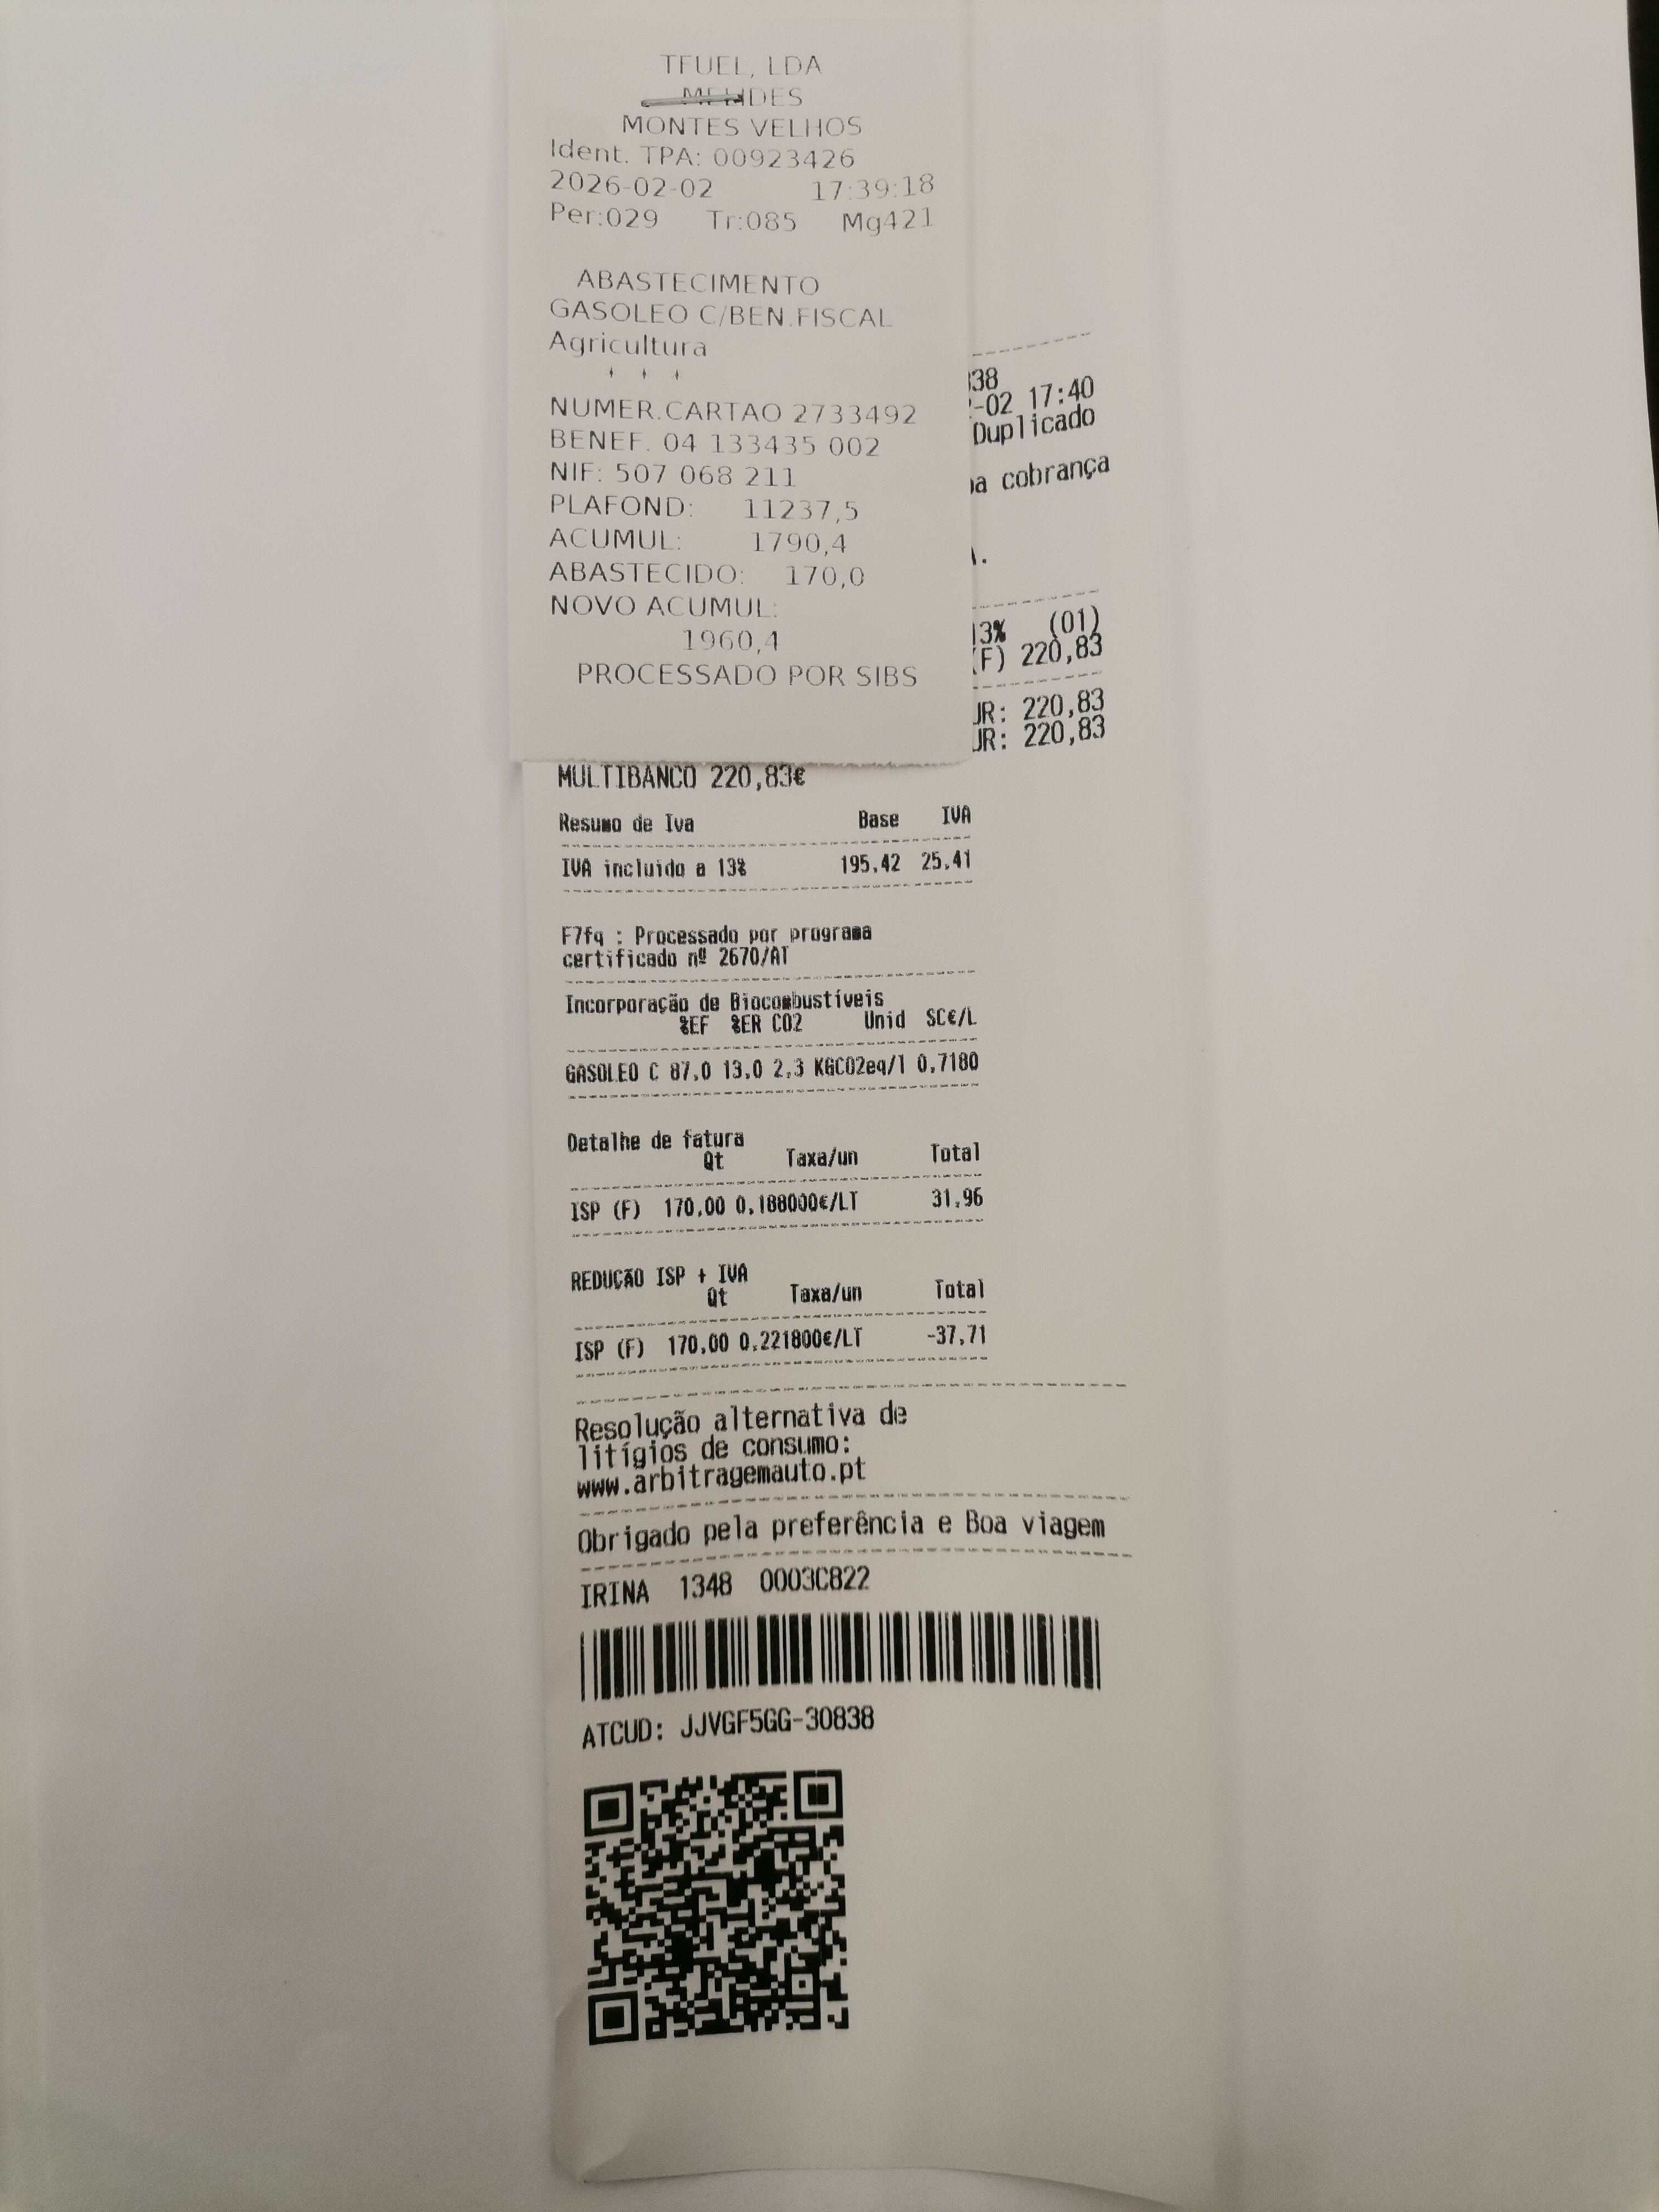 TFUEL, LDA
MENDES
MONTES VELHOS
Ident. TPA: 00923426
2026-02-02 17:39:18
Per:029 Tr:085 Mg421
ABASTECIMENTO
GASOLEO C/BEN.FISCAL
Agricultura
NUMER.CARTAO 2733492
BENEF. 04 133435 002
NIF: 507 068 211
PLAFOND: 11237,5
ACUMUL: 1790,4
ABASTECIDO: 170,0
NOVO ACUMUL:
1960,4
PROCESSADO POR SIBS
38
-02 17:40
Duplicado
cobrança
3% (01)
(F) 220,83
R: 220,83
R: 220,83
MULTIBANCO 220,83€
Resumo de Iva Base IVA
IVA incluido a 13% 195.42 25.41
F7fq : Processado por programa
certificado nº 2670/AT
Incorporação de Biocombustíveis
%EF %ER CO2 Unid SC€/L
GASOLEO C 87,0 13,0 2,3 KGCO2eq/l 0,7180
Detalhe de fatura
Qt Taxa/un Total
ISP (F) 170,00 0,188000€/LT 31,96
REDUÇÃO ISP + IVA
Qt Taxa/un Total
ISP (F) 170,00 0,221800€/LT -37,71
Resolução alternativa de
litígios de consumo:
www.arbitragemauto.pt
Obrigado pela preferência e Boa viagem
IRINA 1348 0003C822
ATCUD: JJVGF5GG-30838